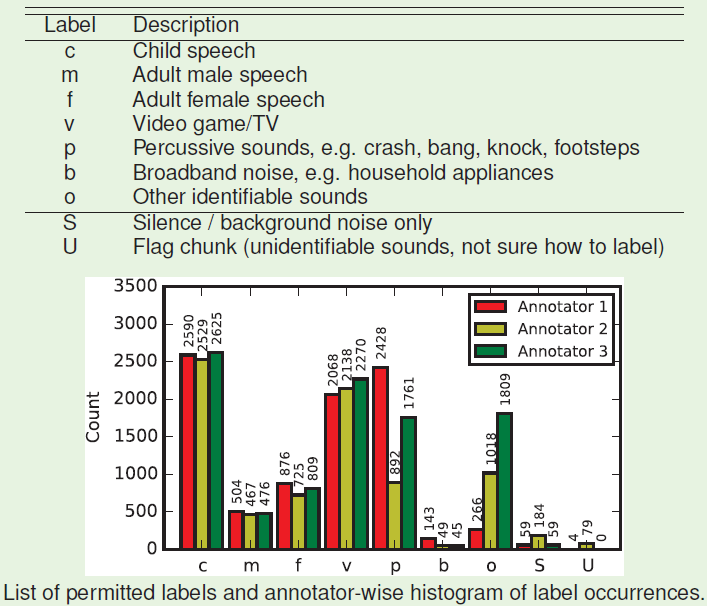 Label Description
c Child speech
m Adult male speech
f Adult female speech
v Video game/TV
p Percussive sounds, e.g. crash, bang, knock, footsteps
b Broadband noise, e.g. household appliances
o Other identifiable sounds
S Silence / background noise only
U Flag chunk (unidentifiable sounds, not sure how to label)
3500
3000
2500
2000
1500
1000
500
0
Count
Annotator 1
Annotator 2
Annotator 3
2590 2529 2625
504 467 476
876 725 809
2068 2138 2270
2428 892 1761
143 49 45
266 1018 1809
59 184 59
4 79 0
c m f v p b o S U
List of permitted labels and annotator-wise histogram of label occurrences.